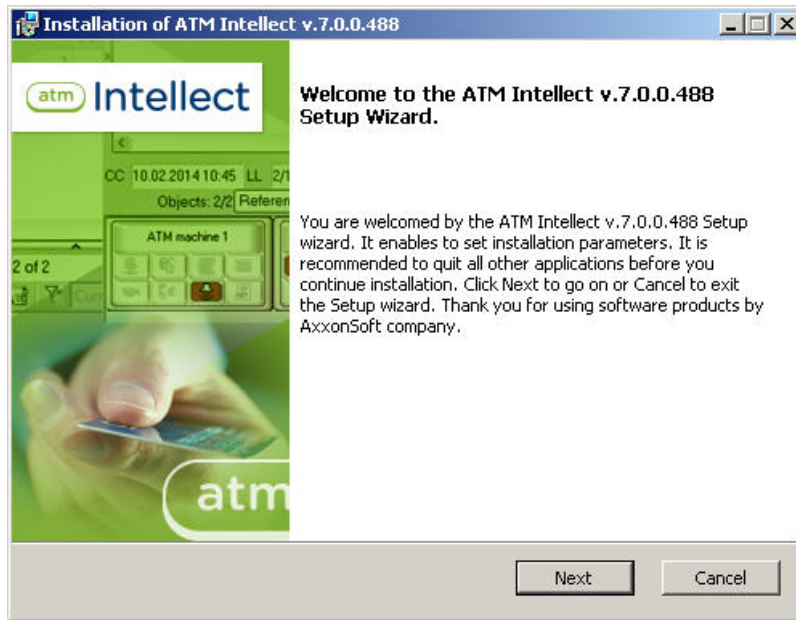 Installation of ATM Intellect v.7.0.0.488
atm Intellect
CC 10.02.2014 10:45 LL 2/1
Objects: 2/2 Referen
ATM machine 1
2 of 2
atm
Welcome to the ATM Intellect v.7.0.0.488
Setup Wizard.
You are welcomed by the ATM Intellect v.7.0.0.488 Setup
wizard. It enables to set installation parameters. It is
recommended to quit all other applications before you
continue installation. Click Next to go on or Cancel to exit
the Setup wizard. Thank you for using software products by
AxxonSoft company.
Next
Cancel